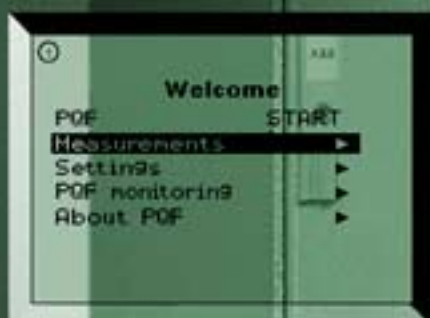 Welcome
POF START
Measurements
Settings
POF monitoring
About POF